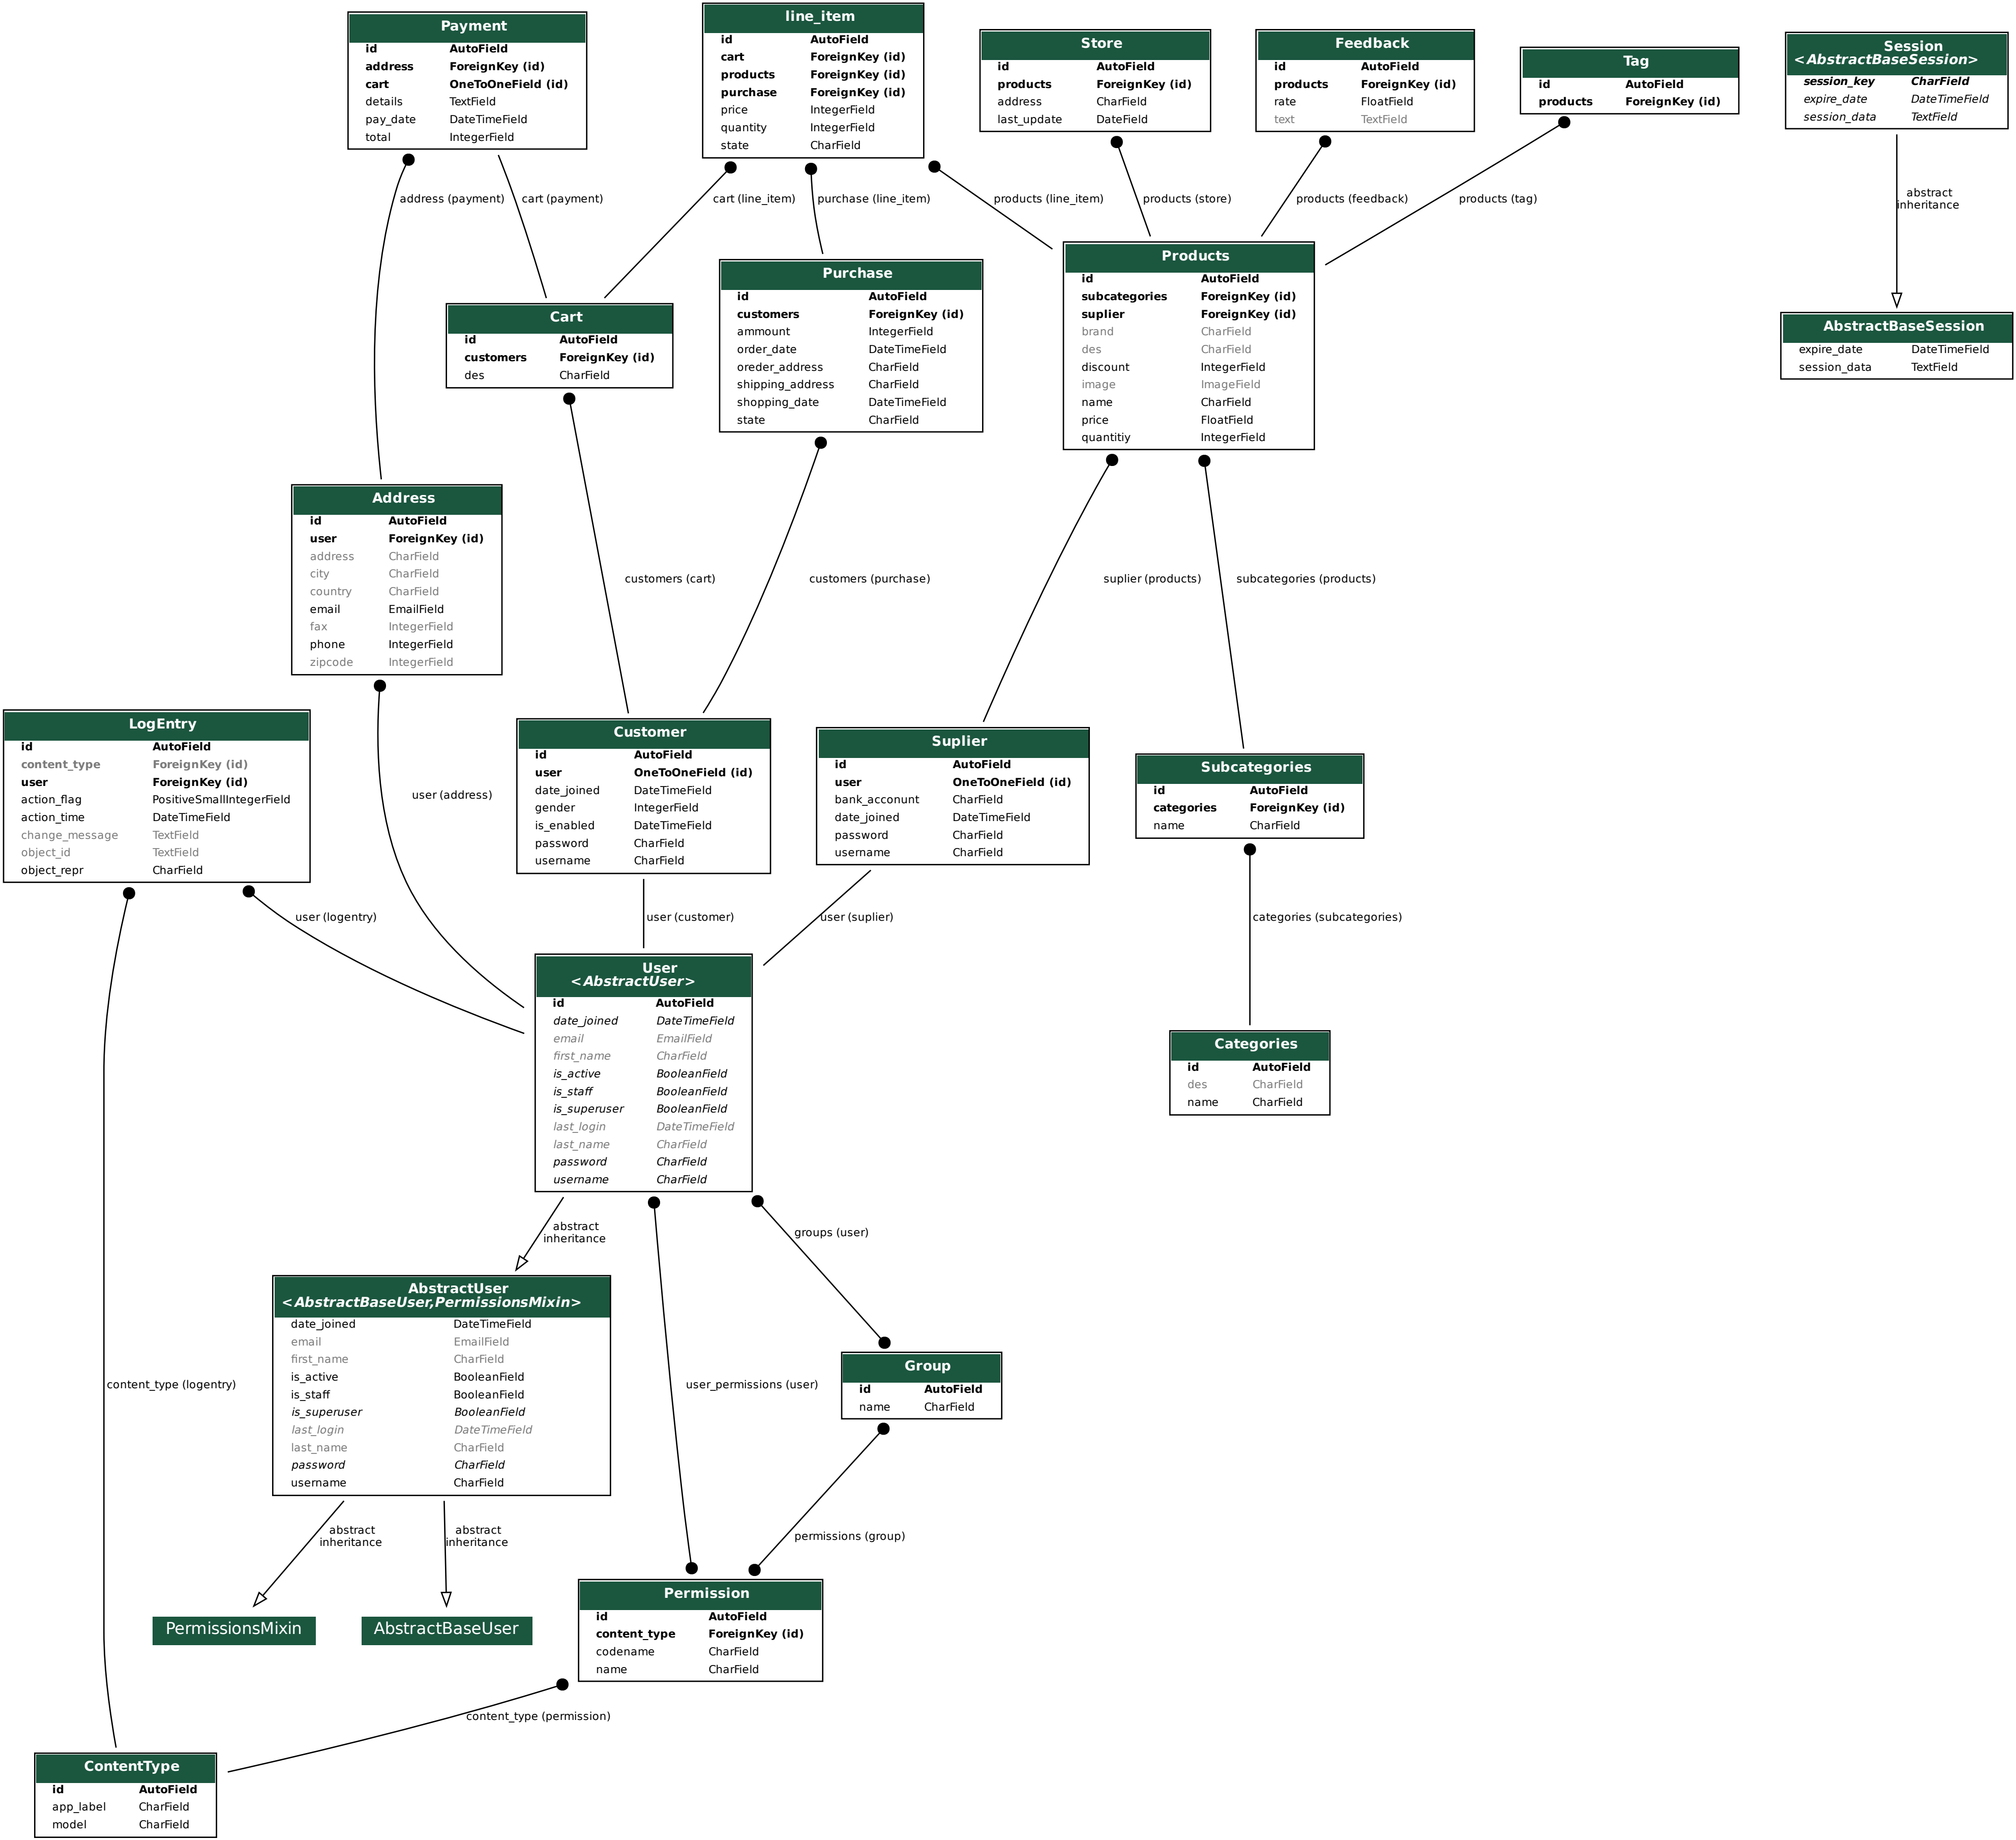 Payment
id AutoField
address ForeignKey (id)
cart OneToOneField (id)
details TextField
pay_date DateTimeField
total IntegerField
line_item
id AutoField
cart ForeignKey (id)
products ForeignKey (id)
purchase ForeignKey (id)
price IntegerField
quantity IntegerField
state CharField
Store
id AutoField
products ForeignKey (id)
address CharField
last_update DateField
Feedback
id AutoField
products ForeignKey (id)
rate FloatField
text TextField
Tag
id AutoField
products ForeignKey (id)
Session
<AbstractBaseSession>
session_key CharField
expire_date DateTimeField
session_data TextField
address (payment)
cart (payment)
cart (line_item)
purchase (line_item)
products (line_item)
products (store)
products (feedback)
products (tag)
abstract
inheritance
Cart
id AutoField
customers ForeignKey (id)
des CharField
Purchase
id AutoField
customers ForeignKey (id)
ammount IntegerField
order_date DateTimeField
oreder_address CharField
shipping_address CharField
shopping_date DateTimeField
state CharField
Products
id AutoField
subcategories ForeignKey (id)
suplier ForeignKey (id)
brand CharField
des CharField
discount IntegerField
image ImageField
name CharField
price FloatField
quantitiy IntegerField
AbstractBaseSession
expire_date DateTimeField
session_data TextField
Address
id AutoField
user ForeignKey (id)
address CharField
city CharField
country CharField
email EmailField
fax IntegerField
phone IntegerField
zipcode IntegerField
customers (cart)
customers (purchase)
suplier (products)
subcategories (products)
LogEntry
id AutoField
content_type ForeignKey (id)
user ForeignKey (id)
action_flag PositiveSmallIntegerField
action_time DateTimeField
change_message TextField
object_id TextField
object_repr CharField
user (address)
Customer
id AutoField
user OneToOneField (id)
date_joined DateTimeField
gender IntegerField
is_enabled DateTimeField
password CharField
username CharField
Suplier
id AutoField
user OneToOneField (id)
bank_acconunt CharField
date_joined DateTimeField
password CharField
username CharField
Subcategories
id AutoField
categories ForeignKey (id)
name CharField
user (logentry)
user (customer)
user (suplier)
categories (subcategories)
User
<AbstractUser>
id AutoField
date_joined DateTimeField
email EmailField
first_name CharField
is_active BooleanField
is_staff BooleanField
is_superuser BooleanField
last_login DateTimeField
last_name CharField
password CharField
username CharField
Categories
id AutoField
des CharField
name CharField
abstract
inheritance
groups (user)
AbstractUser
<AbstractBaseUser,PermissionsMixin>
date_joined DateTimeField
email EmailField
first_name CharField
is_active BooleanField
is_staff BooleanField
is_superuser BooleanField
last_login DateTimeField
last_name CharField
password CharField
username CharField
content_type (logentry)
user_permissions (user)
Group
id AutoField
name CharField
abstract
inheritance
abstract
inheritance
permissions (group)
PermissionsMixin
AbstractBaseUser
Permission
id AutoField
content_type ForeignKey (id)
codename CharField
name CharField
content_type (permission)
ContentType
id AutoField
app_label CharField
model CharField